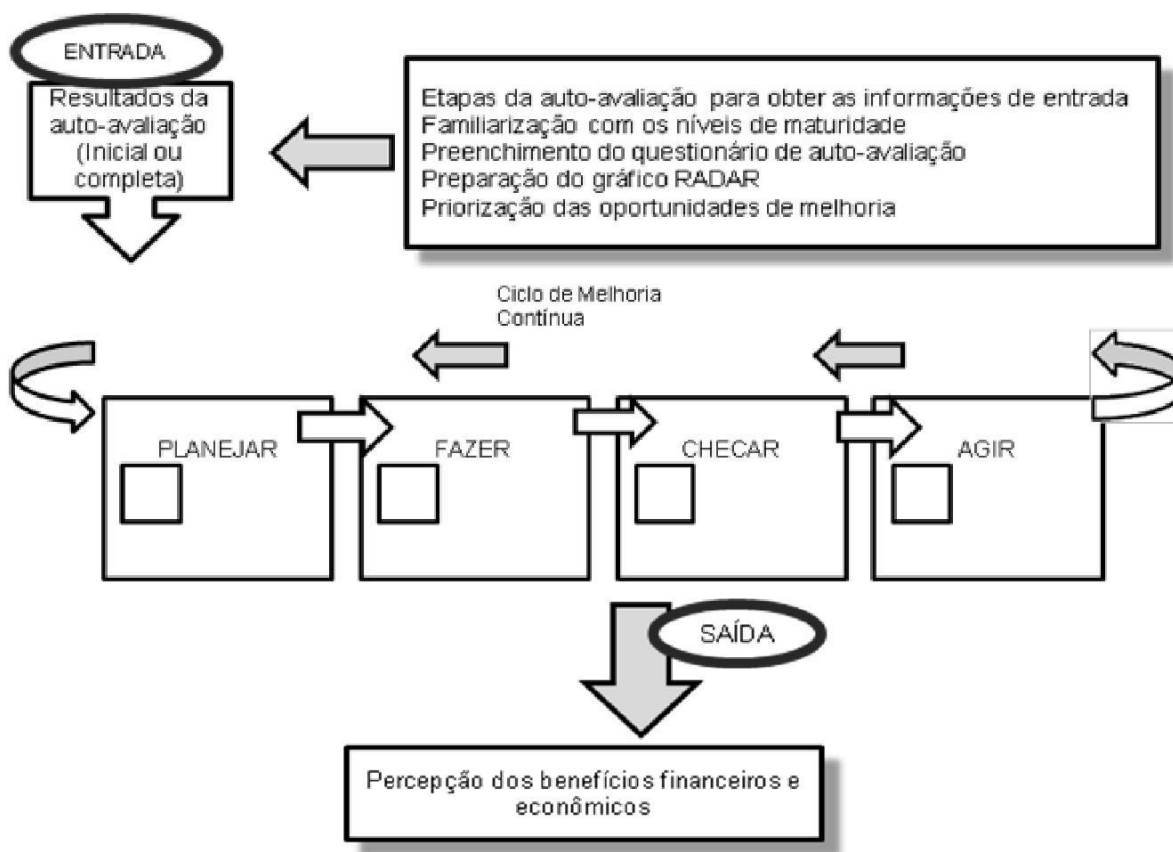 ENTRADA
Resultados da
auto-avaliação
(Inicial ou
completa)
Etapas da auto-avaliação para obter as informações de entrada
Familiarização com os níveis de maturidade
Preenchimento do questionário de auto-avaliação
Preparação do gráfico RADAR
Priorização das oportunidades de melhoria
Ciclo de Melhoria
Contínua
PLANEJAR
FAZER
CHECAR
AGIR
SAÍDA
Percepção dos benefícios financeiros e
econômicos